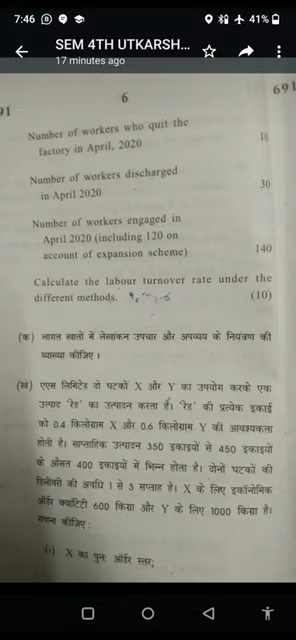 7:46 41%
SEM 4TH UTKARSH...
17 minutes ago
91 6 691
Number of workers who quit the
factory in April, 2020
Number of workers discharged
in April 2020 30
Number of workers engaged in
April 2020 (including 120 on
account of expansion scheme) 140
Calculate the labour turnover rate under the
different methods. (10)
(क) लागत खातों में लेखांकन उपचार और अपव्यय के नियंत्रण की
व्याख्या कीजिए ।
(ख) एएस लिमिटेड दो घटकों X और Y का उपयोग करके एक
उत्पाद 'रेड' का उत्पादन करता है। 'रेड' की प्रत्येक इकाई
को 0.4 किलोग्राम X और 0.6 किलोग्राम Y की आवश्यकता
होती है। साप्ताहिक उत्पादन 350 इकाइयों से 450 इकाइयों
के औसत 400 इकाइयों में भिन्न होता है। दोनों घटकों की
डिलीवरी की अवधि 1 से 3 सप्ताह है। X के लिए इकॉनोमिक
ऑर्डर क्वांटिटी 600 किग्रा और Y के लिए 1000 किग्रा है।
गणना कीजिए :
(i) X का पुनः ऑर्डर स्तर;